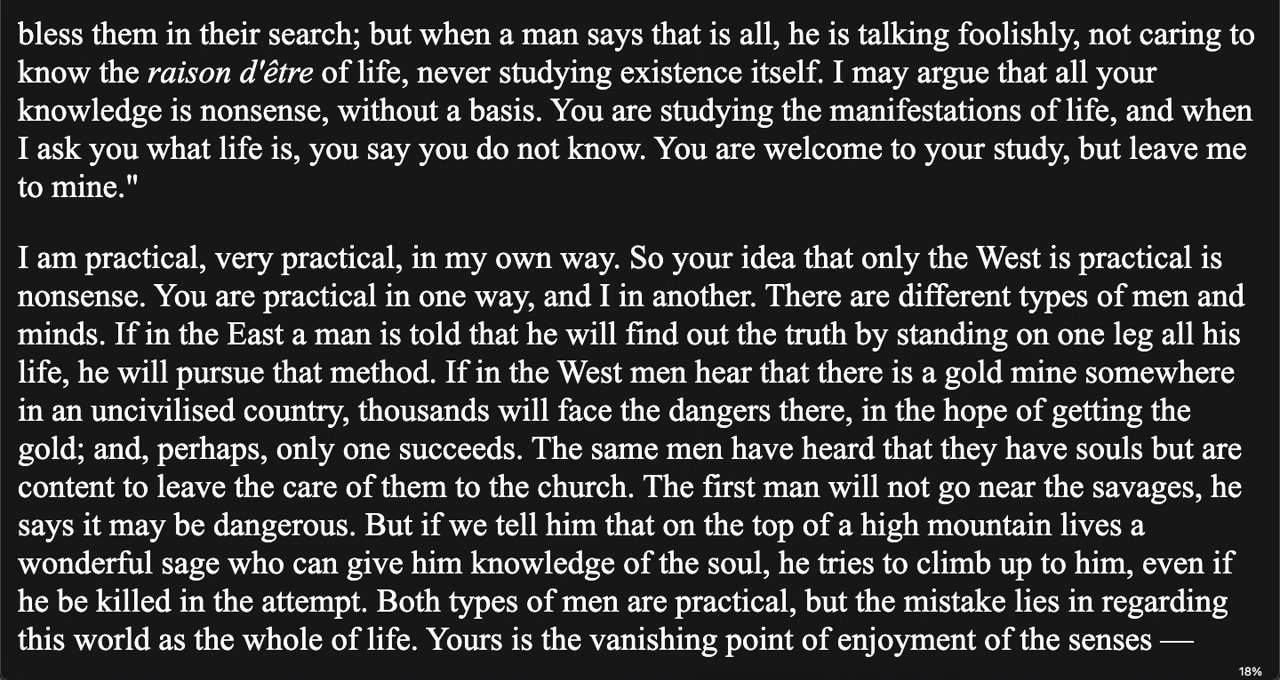 bless them in their search; but when a man says that is all, he is talking foolishly, not caring to
know the raison d'être of life, never studying existence itself. I may argue that all your
knowledge is nonsense, without a basis. You are studying the manifestations of life, and when
I ask you what life is, you say you do not know. You are welcome to your study, but leave me
to mine."
I am practical, very practical, in my own way. So your idea that only the West is practical is
nonsense. You are practical in one way, and I in another. There are different types of men and
minds. If in the East a man is told that he will find out the truth by standing on one leg all his
life, he will pursue that method. If in the West men hear that there is a gold mine somewhere
in an uncivilised country, thousands will face the dangers there, in the hope of getting the
gold; and, perhaps, only one succeeds. The same men have heard that they have souls but are
content to leave the care of them to the church. The first man will not go near the savages, he
says it may be dangerous. But if we tell him that on the top of a high mountain lives a
wonderful sage who can give him knowledge of the soul, he tries to climb up to him, even if
he be killed in the attempt. Both types of men are practical, but the mistake lies in regarding
this world as the whole of life. Yours is the vanishing point of enjoyment of the senses —
18%